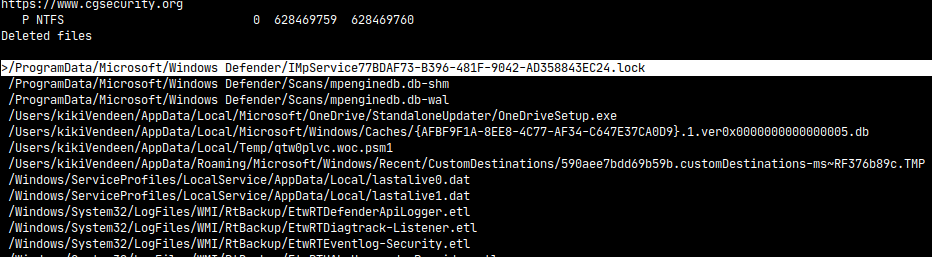 https://www.cgsecurity.org
P NTFS 0 628469759 628469760
Deleted files
>/ProgramData/Microsoft/Windows Defender/IMpService77BDAF73-B396-481F-9042-AD358843EC24.lock
/ProgramData/Microsoft/Windows Defender/Scans/mpenginedb.db-shm
/ProgramData/Microsoft/Windows Defender/Scans/mpenginedb.db-wal
/Users/kikiVendeen/AppData/Local/Microsoft/OneDrive/StandaloneUpdater/OneDriveSetup.exe
/Users/kikiVendeen/AppData/Local/Microsoft/Windows/Caches/{AFBF9F1A-8EE8-4C77-AF34-C647E37CA0D9}.1.ver0x0000000000000005.db
/Users/kikiVendeen/AppData/Local/Temp/qtw0plvc.woc.psm1
/Users/kikiVendeen/AppData/Roaming/Microsoft/Windows/Recent/CustomDestinations/590aee7bdd69b59b.customDestinations-ms~RF376b89c.TMP
/Windows/ServiceProfiles/LocalService/AppData/Local/lastalive0.dat
/Windows/ServiceProfiles/LocalService/AppData/Local/lastalive1.dat
/Windows/System32/LogFiles/WMI/RtBackup/EtwRTDefenderApiLogger.etl
/Windows/System32/LogFiles/WMI/RtBackup/EtwRTDiagtrack-Listener.etl
/Windows/System32/LogFiles/WMI/RtBackup/EtwRTEventlog-Security.etl